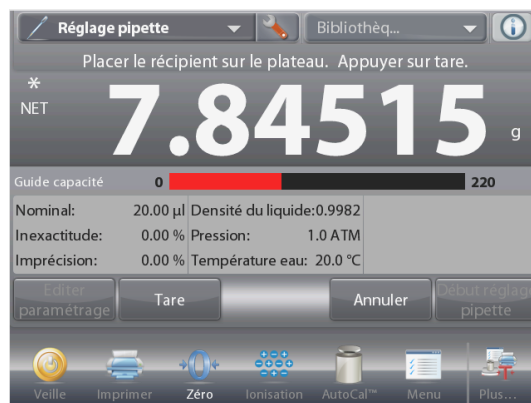 Réglage pipette
Bibliothèq...
Placer le récipient sur le plateau. Appuyer sur tare.
*
NET
7.84515 g
Guide capacité 0 220
Nominal: 20.00 µl Densité du liquide:0.9982
Inexactitude: 0.00 % Pression: 1.0 ATM
Imprécision: 0.00 % Température eau: 20.0 °C
Editer
paramétrage
Tare
Annuler
Début réglage
pipette
Veille
Imprimer
Zéro
Ionisation
AutoCal™
Menu
Plus...